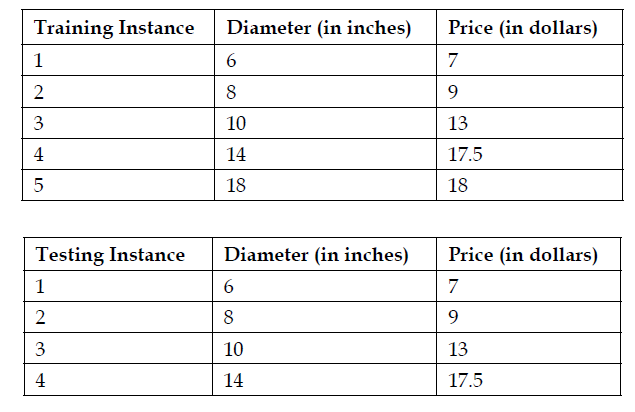 Training Instance Diameter (in inches) Price (in dollars)
1 6 7
2 8 9
3 10 13
4 14 17.5
5 18 18
Testing Instance Diameter (in inches) Price (in dollars)
1 6 7
2 8 9
3 10 13
4 14 17.5